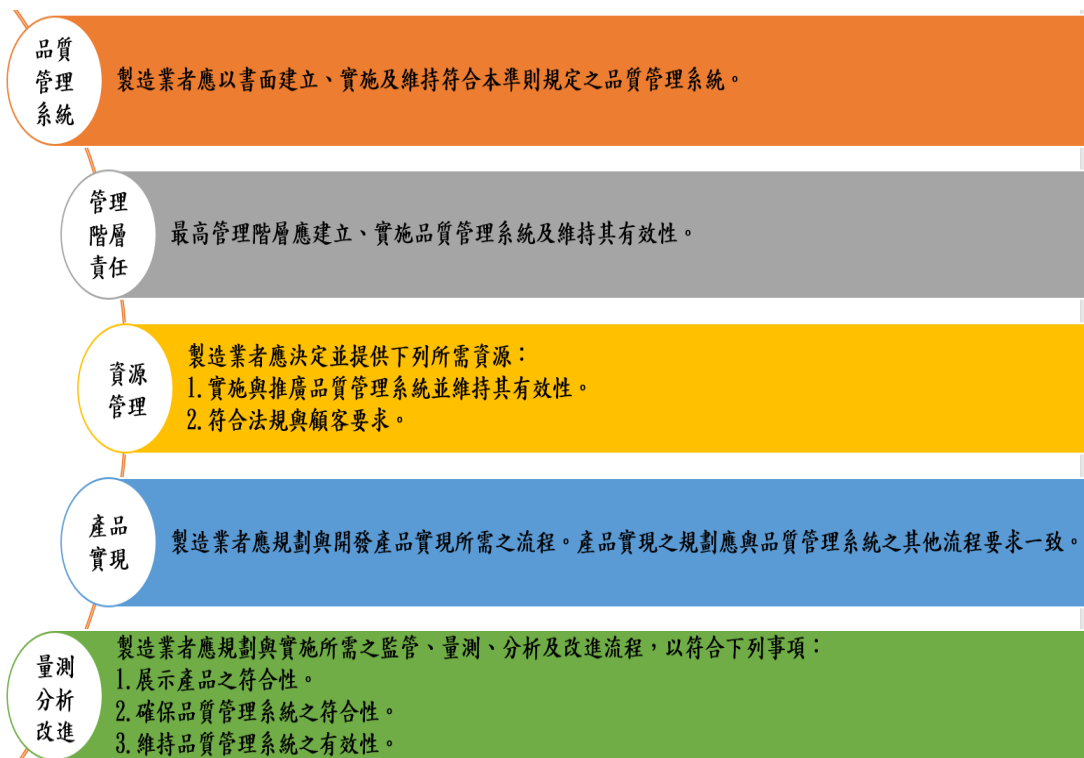 品質
管理
系統
製造業者應以書面建立、實施及維持符合本準則規定之品質管理系統。
管理
階層
責任
最高管理階層應建立、實施品質管理系統及維持其有效性。
資源
管理
製造業者應決定並提供下列所需資源：
1.實施與推廣品質管理系統並維持其有效性。
2.符合法規與顧客要求。
產品
實現
製造業者應規劃與開發產品實現所需之流程。產品實現之規劃應與品質管理系統之其他流程要求一致。
量測
分析
改進
製造業者應規劃與實施所需之監管、量測、分析及改進流程，以符合下列事項：
1.展示產品之符合性。
2.確保品質管理系統之符合性。
3.維持品質管理系統之有效性。